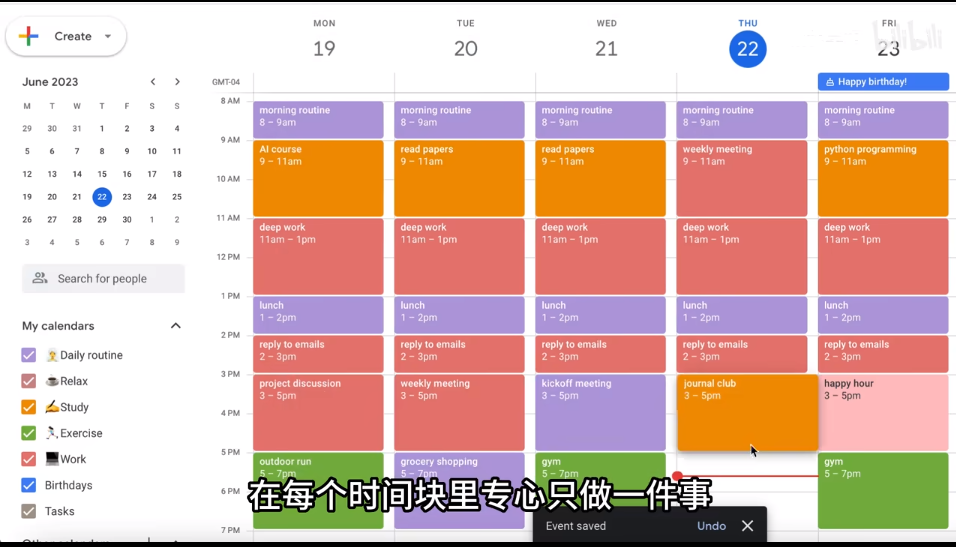 Create
MON
TUE
WED
THU
FRI
19
20
21
22
23
bilibili
June 2023
M T W T F S S
29 30 31 1 2 3 4
5 6 7 8 9 10 11
12 13 14 15 16 17 18
19 20 21 22 23 24 25
26 27 28 29 30 1 2
3 4 5 6 7 8 9
Search for people
My calendars
Daily routine
Relax
Study
Exercise
Work
Birthdays
Tasks
GMT-04
Happy birthday!
8 AM
9 AM
10 AM
11 AM
12 PM
1 PM
2 PM
3 PM
4 PM
5 PM
6 PM
7 PM
morning routine
8 – 9am
AI course
9 – 11am
deep work
11am – 1pm
lunch
1 – 2pm
reply to emails
2 – 3pm
project discussion
3 – 5pm
outdoor run
5 – 7pm
morning routine
8 – 9am
read papers
9 – 11am
deep work
11am – 1pm
lunch
1 – 2pm
reply to emails
2 – 3pm
weekly meeting
3 – 5pm
grocery shopping
5 – 7pm
morning routine
8 – 9am
read papers
9 – 11am
deep work
11am – 1pm
lunch
1 – 2pm
reply to emails
2 – 3pm
kickoff meeting
3 – 5pm
gym
5 – 7pm
morning routine
8 – 9am
weekly meeting
9 – 11am
deep work
11am – 1pm
lunch
1 – 2pm
reply to emails
2 – 3pm
journal club
3 – 5pm
morning routine
8 – 9am
python programming
9 – 11am
deep work
11am – 1pm
lunch
1 – 2pm
reply to emails
2 – 3pm
happy hour
3 – 5pm
gym
5 – 7pm
在每个时间块里专心只做一件事
Event saved
Undo